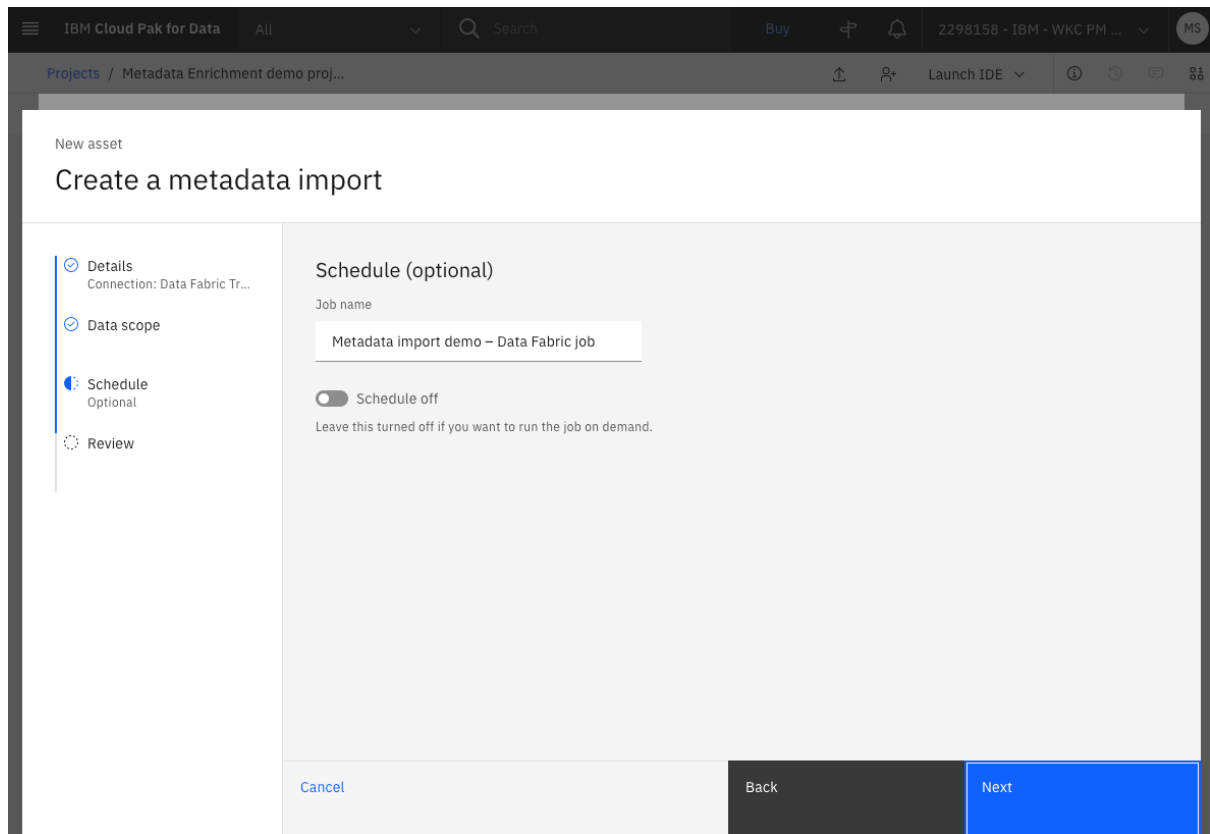 IBM Cloud Pak for Data
All
Search
Buy
2298158 - IBM - WKC PM ...
MS
Projects / Metadata Enrichment demo proj...
Launch IDE
New asset
Create a metadata import
Details
Connection: Data Fabric Tr...
Data scope
Schedule
Optional
Review
Schedule (optional)
Job name
Metadata import demo – Data Fabric job
Schedule off
Leave this turned off if you want to run the job on demand.
Cancel
Back
Next